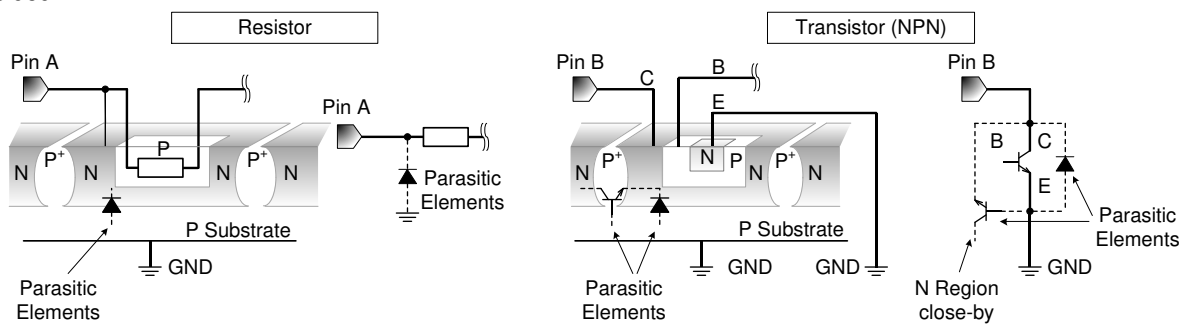 Resistor
Pin A
N
P+
N
P
N
P+
N
Parasitic
Elements
P Substrate
GND
Pin A
Parasitic
Elements
Transistor (NPN)
Pin B
C
B
E
N
P+
N
N
P
N
P+
N
P Substrate
GND
GND
Parasitic
Elements
Pin B
B
C
E
Parasitic
Elements
GND
N Region
close-by